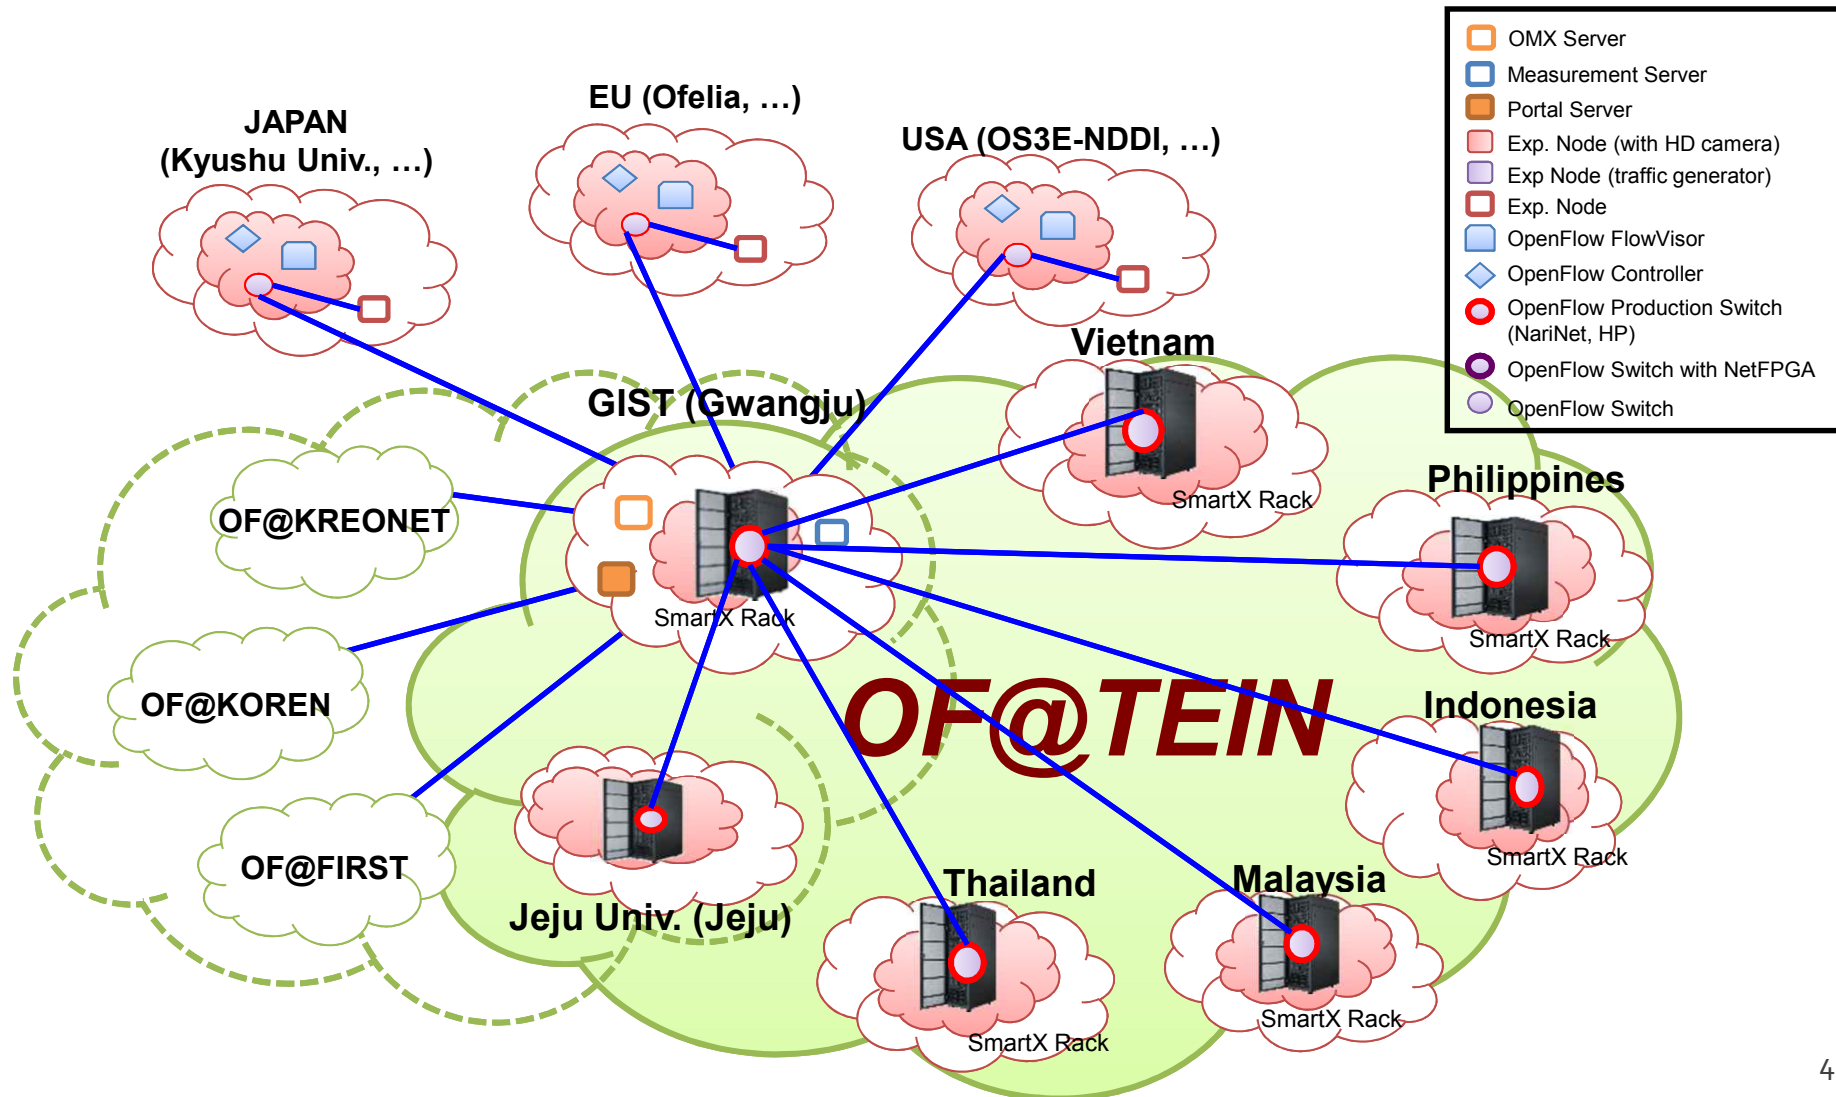 OMX Server
Measurement Server
Portal Server
Exp. Node (with HD camera)
Exp Node (traffic generator)
Exp. Node
OpenFlow FlowVisor
OpenFlow Controller
OpenFlow Production Switch
(NariNet, HP)
OpenFlow Switch with NetFPGA
OpenFlow Switch
EU (Ofelia, …)
JAPAN
(Kyushu Univ., …)
USA (OS3E-NDDI, …)
Vietnam
SmartX Rack
GIST (Gwangju)
SmartX Rack
Philippines
SmartX Rack
OF@KREONET
OF@KOREN
OF@FIRST
OF@TEIN
Indonesia
SmartX Rack
Jeju Univ. (Jeju)
Thailand
SmartX Rack
Malaysia
SmartX Rack
4